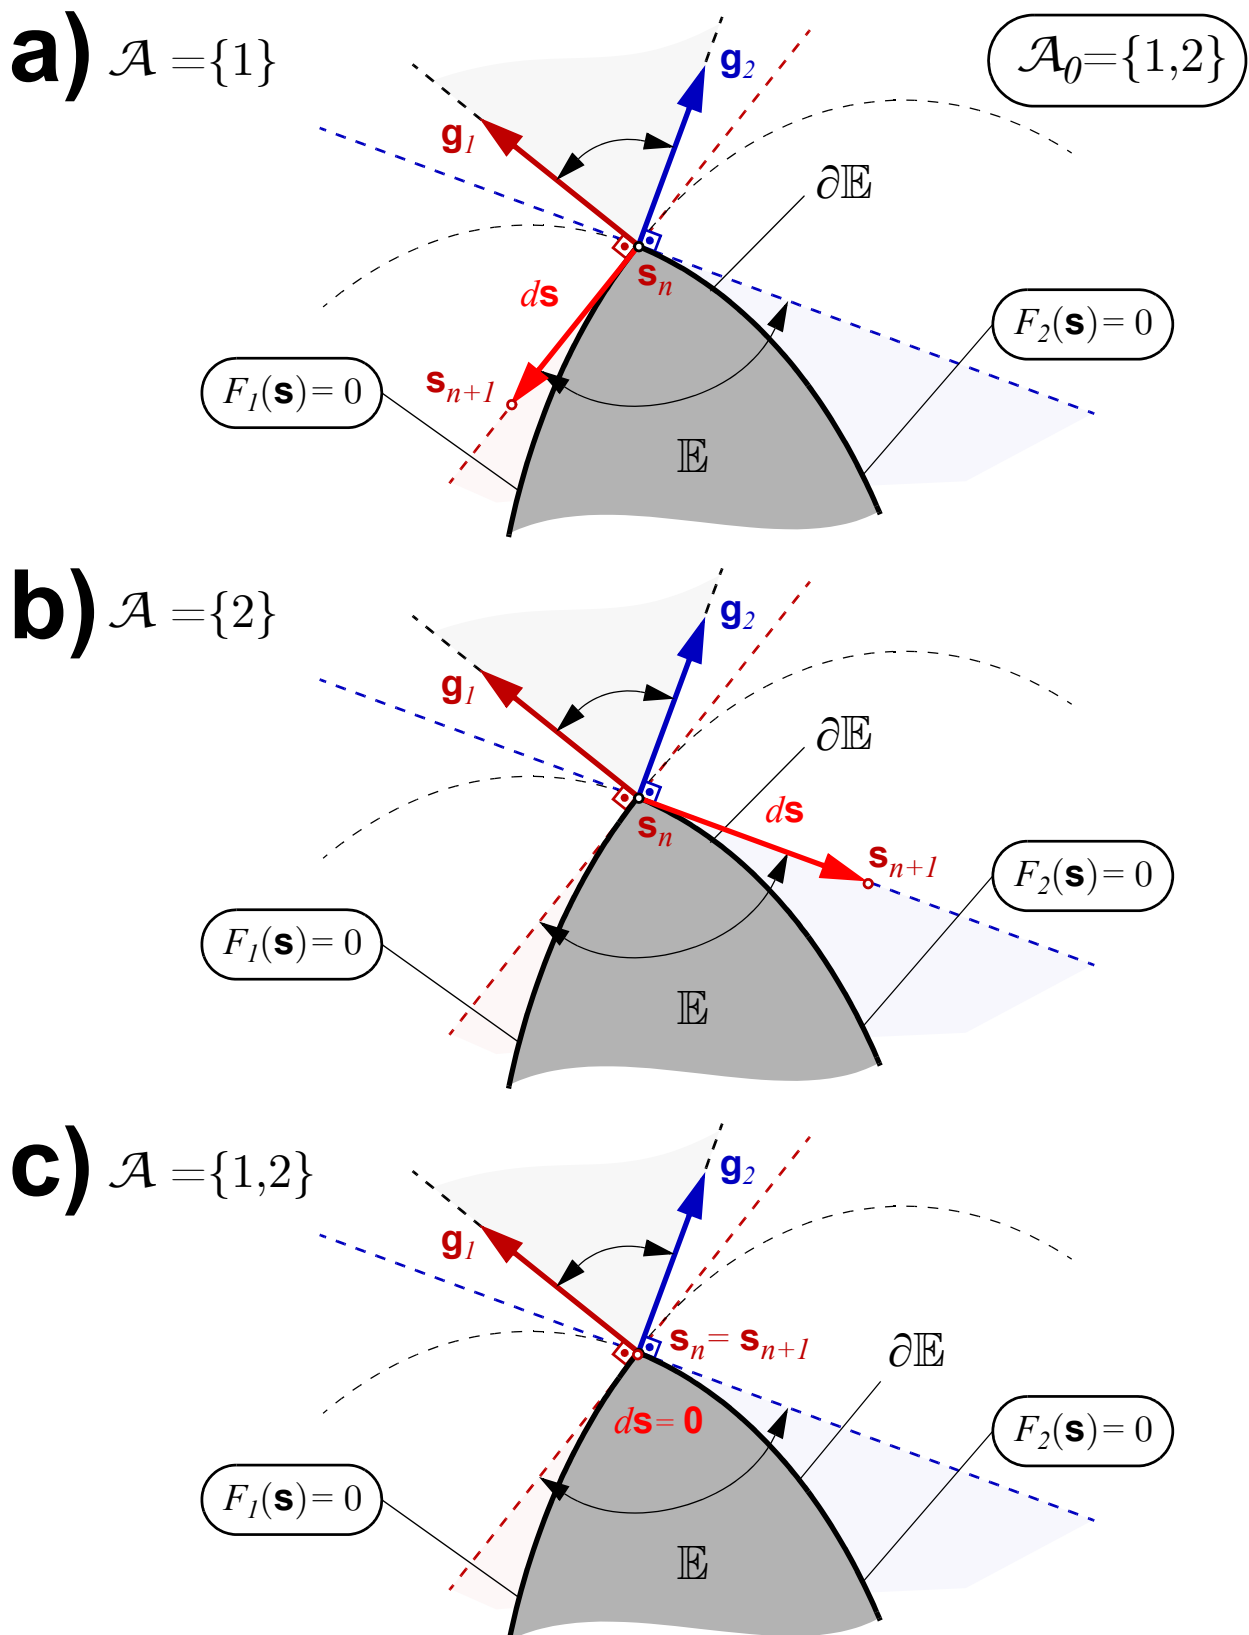 a) 𝒜 = {1}
𝒜₀={1,2}
g₂
g₁
∂𝔼
sₙ
ds
F₂(s) = 0
sₙ₊₁
F₁(s) = 0
𝔼
b) 𝒜 = {2}
g₂
g₁
∂𝔼
ds
sₙ
sₙ₊₁
F₂(s) = 0
F₁(s) = 0
𝔼
c) 𝒜 = {1,2}
g₂
g₁
sₙ = sₙ₊₁
∂𝔼
ds = 0
F₂(s) = 0
F₁(s) = 0
𝔼